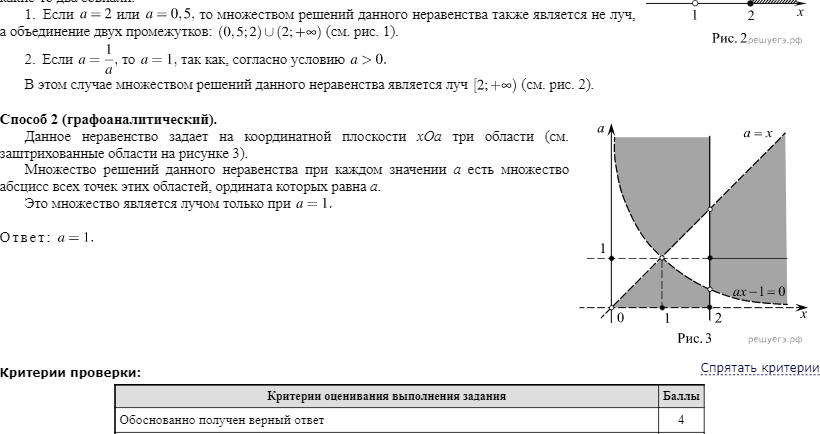 1. Если a = 2 или a = 0,5, то множеством решений данного неравенства также является не луч,
а объединение двух промежутков: (0,5; 2) ∪ (2; +∞) (см. рис. 1).
2. Если a = 1/a, то a = 1, так как, согласно условию a > 0.
В этом случае множеством решений данного неравенства является луч [2; +∞) (см. рис. 2).
1 2 x
Рис. 2 решуегэ.рф
Способ 2 (графоаналитический).
Данное неравенство задает на координатной плоскости xOa три области (см.
заштрихованные области на рисунке 3).
Множество решений данного неравенства при каждом значении a есть множество
абсцисс всех точек этих областей, ордината которых равна a.
Это множество является лучом только при a = 1.
Ответ: a = 1.
a
a = x
1
ax − 1 = 0
0 1 2 x
Рис. 3 решуегэ.рф
Спрятать критерии
Критерии проверки:
Критерии оценивания выполнения задания Баллы
Обоснованно получен верный ответ 4